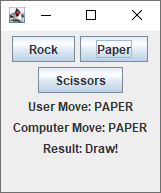 Rock Paper
Scissors
User Move: PAPER
Computer Move: PAPER
Result: Draw!